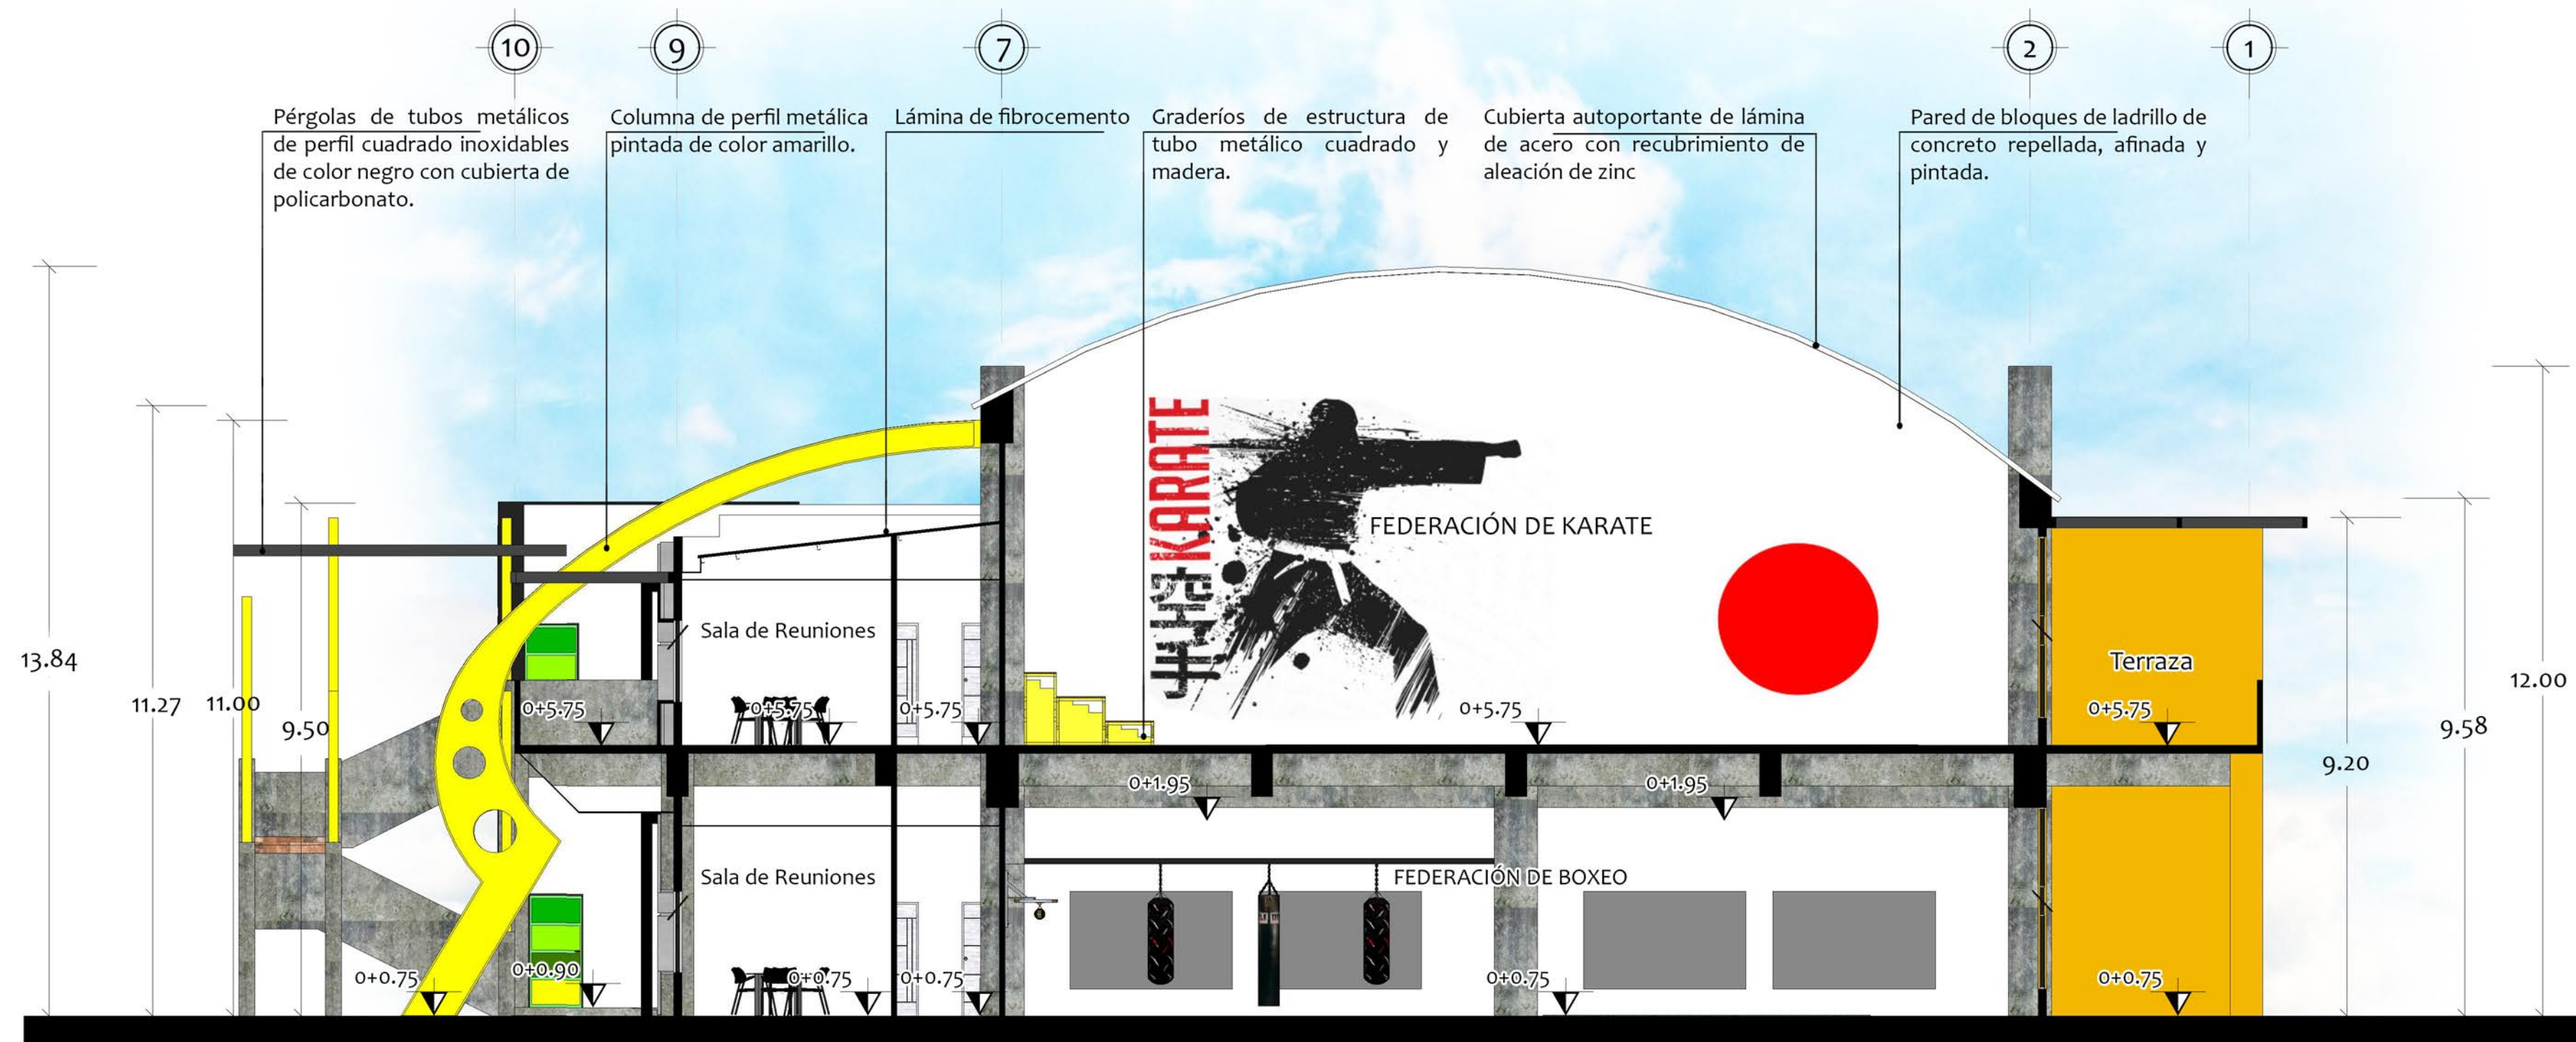 10
9
7
2
1
Pérgolas de tubos metálicos
de perfil cuadrado inoxidables
de color negro con cubierta de
policarbonato.
Columna de perfil metálica
pintada de color amarillo.
Lámina de fibrocemento
Graderíos de estructura de
tubo metálico cuadrado y
madera.
Cubierta autoportante de lámina
de acero con recubrimiento de
aleación de zinc
Pared de bloques de ladrillo de
concreto repellada, afinada y
pintada.
KARATE
FEDERACIÓN DE KARATE
Sala de Reuniones
Terraza
13.84
11.27
11.00
9.50
12.00
9.58
9.20
0+5.75
0+5.75
0+5.75
0+5.75
0+5.75
0+1.95
0+1.95
Sala de Reuniones
FEDERACIÓN DE BOXEO
0+0.75
0+0.90
0+0.75
0+0.75
0+0.75
0+0.75